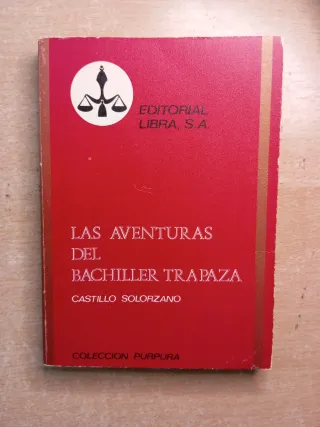 EDITORIAL
LIBRA, S.A.
LAS AVENTURAS
DEL
BACHILLER TRAPAZA
CASTILLO SOLORZANO
COLECCION PURPURA